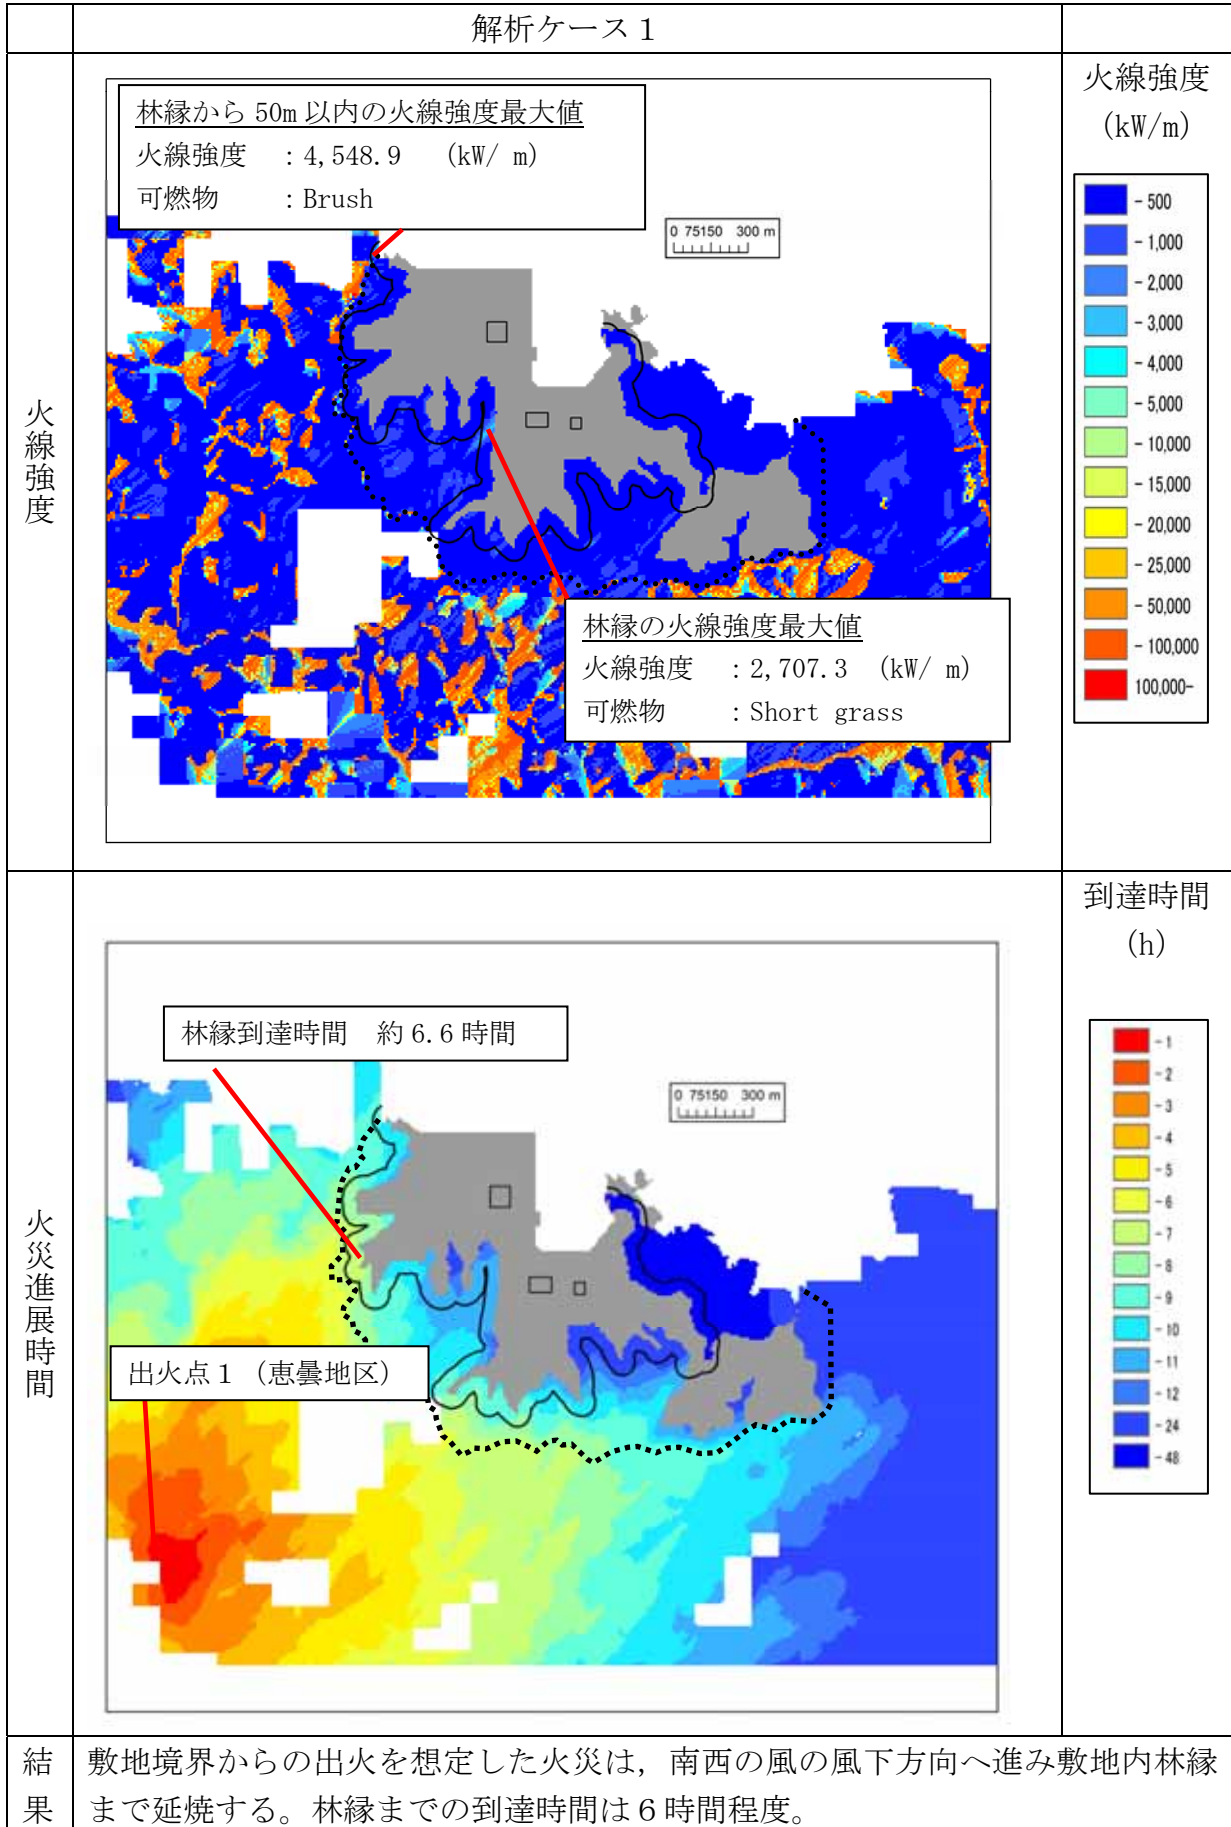 解析ケース１
火線強度
林縁から 50m 以内の火線強度最大値
火線強度 ：4,548.9 (kW/ m)
可燃物 ：Brush
0 75150 300 m
林縁の火線強度最大値
火線強度 ：2,707.3 (kW/ m)
可燃物 ：Short grass
火線強度
(kW/m)
- 500
- 1,000
- 2,000
- 3,000
- 4,000
- 5,000
- 10,000
- 15,000
- 20,000
- 25,000
- 50,000
- 100,000
100,000-
火災進展時間
林縁到達時間 約 6.6 時間
0 75150 300 m
出火点１（恵曇地区）
到達時間
(h)
- 1
- 2
- 3
- 4
- 5
- 6
- 7
- 8
- 9
- 10
- 11
- 12
- 24
- 48
結果
敷地境界からの出火を想定した火災は，南西の風の風下方向へ進み敷地内林縁
まで延焼する。林縁までの到達時間は６時間程度。